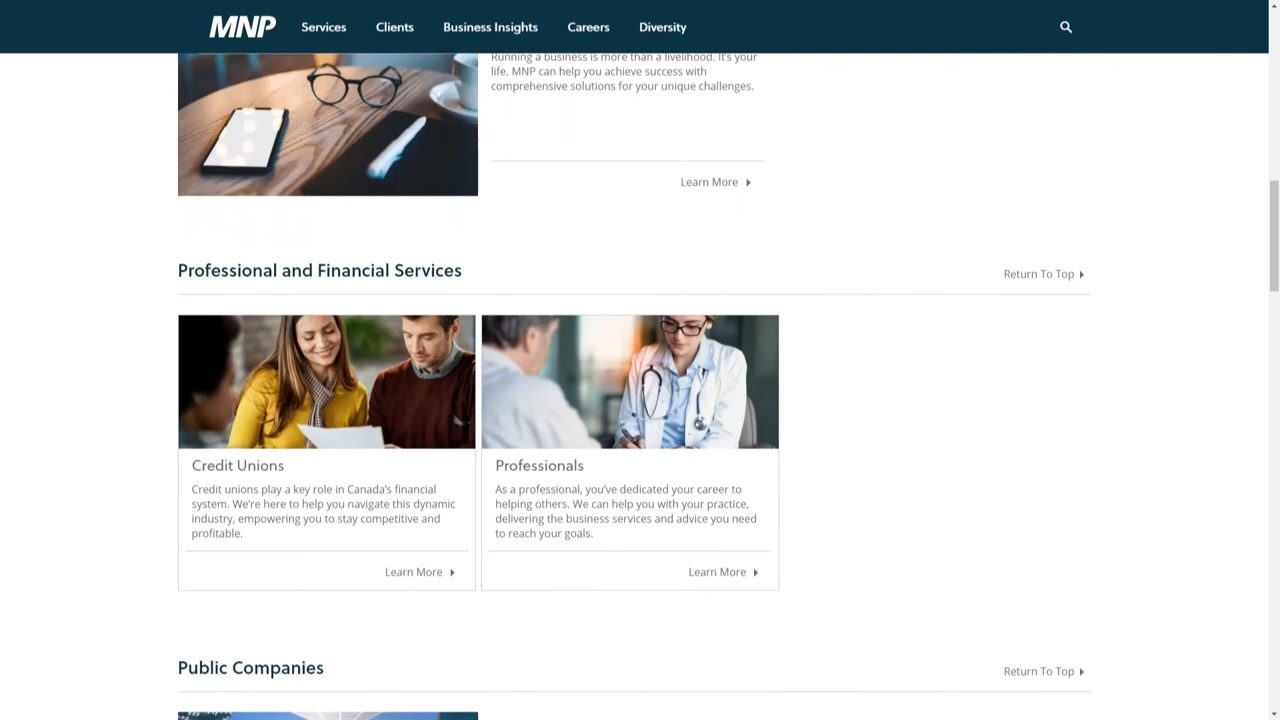 MNP
Services
Clients
Business Insights
Careers
Diversity
Running a business is more than a livelihood. It's your
life. MNP can help you achieve success with
comprehensive solutions for your unique challenges.
Learn More
Professional and Financial Services
Return To Top
Credit Unions
Credit unions play a key role in Canada's financial
system. We're here to help you navigate this dynamic
industry, empowering you to stay competitive and
profitable.
Learn More
Professionals
As a professional, you've dedicated your career to
helping others. We can help you with your practice,
delivering the business services and advice you need
to reach your goals.
Learn More
Public Companies
Return To Top